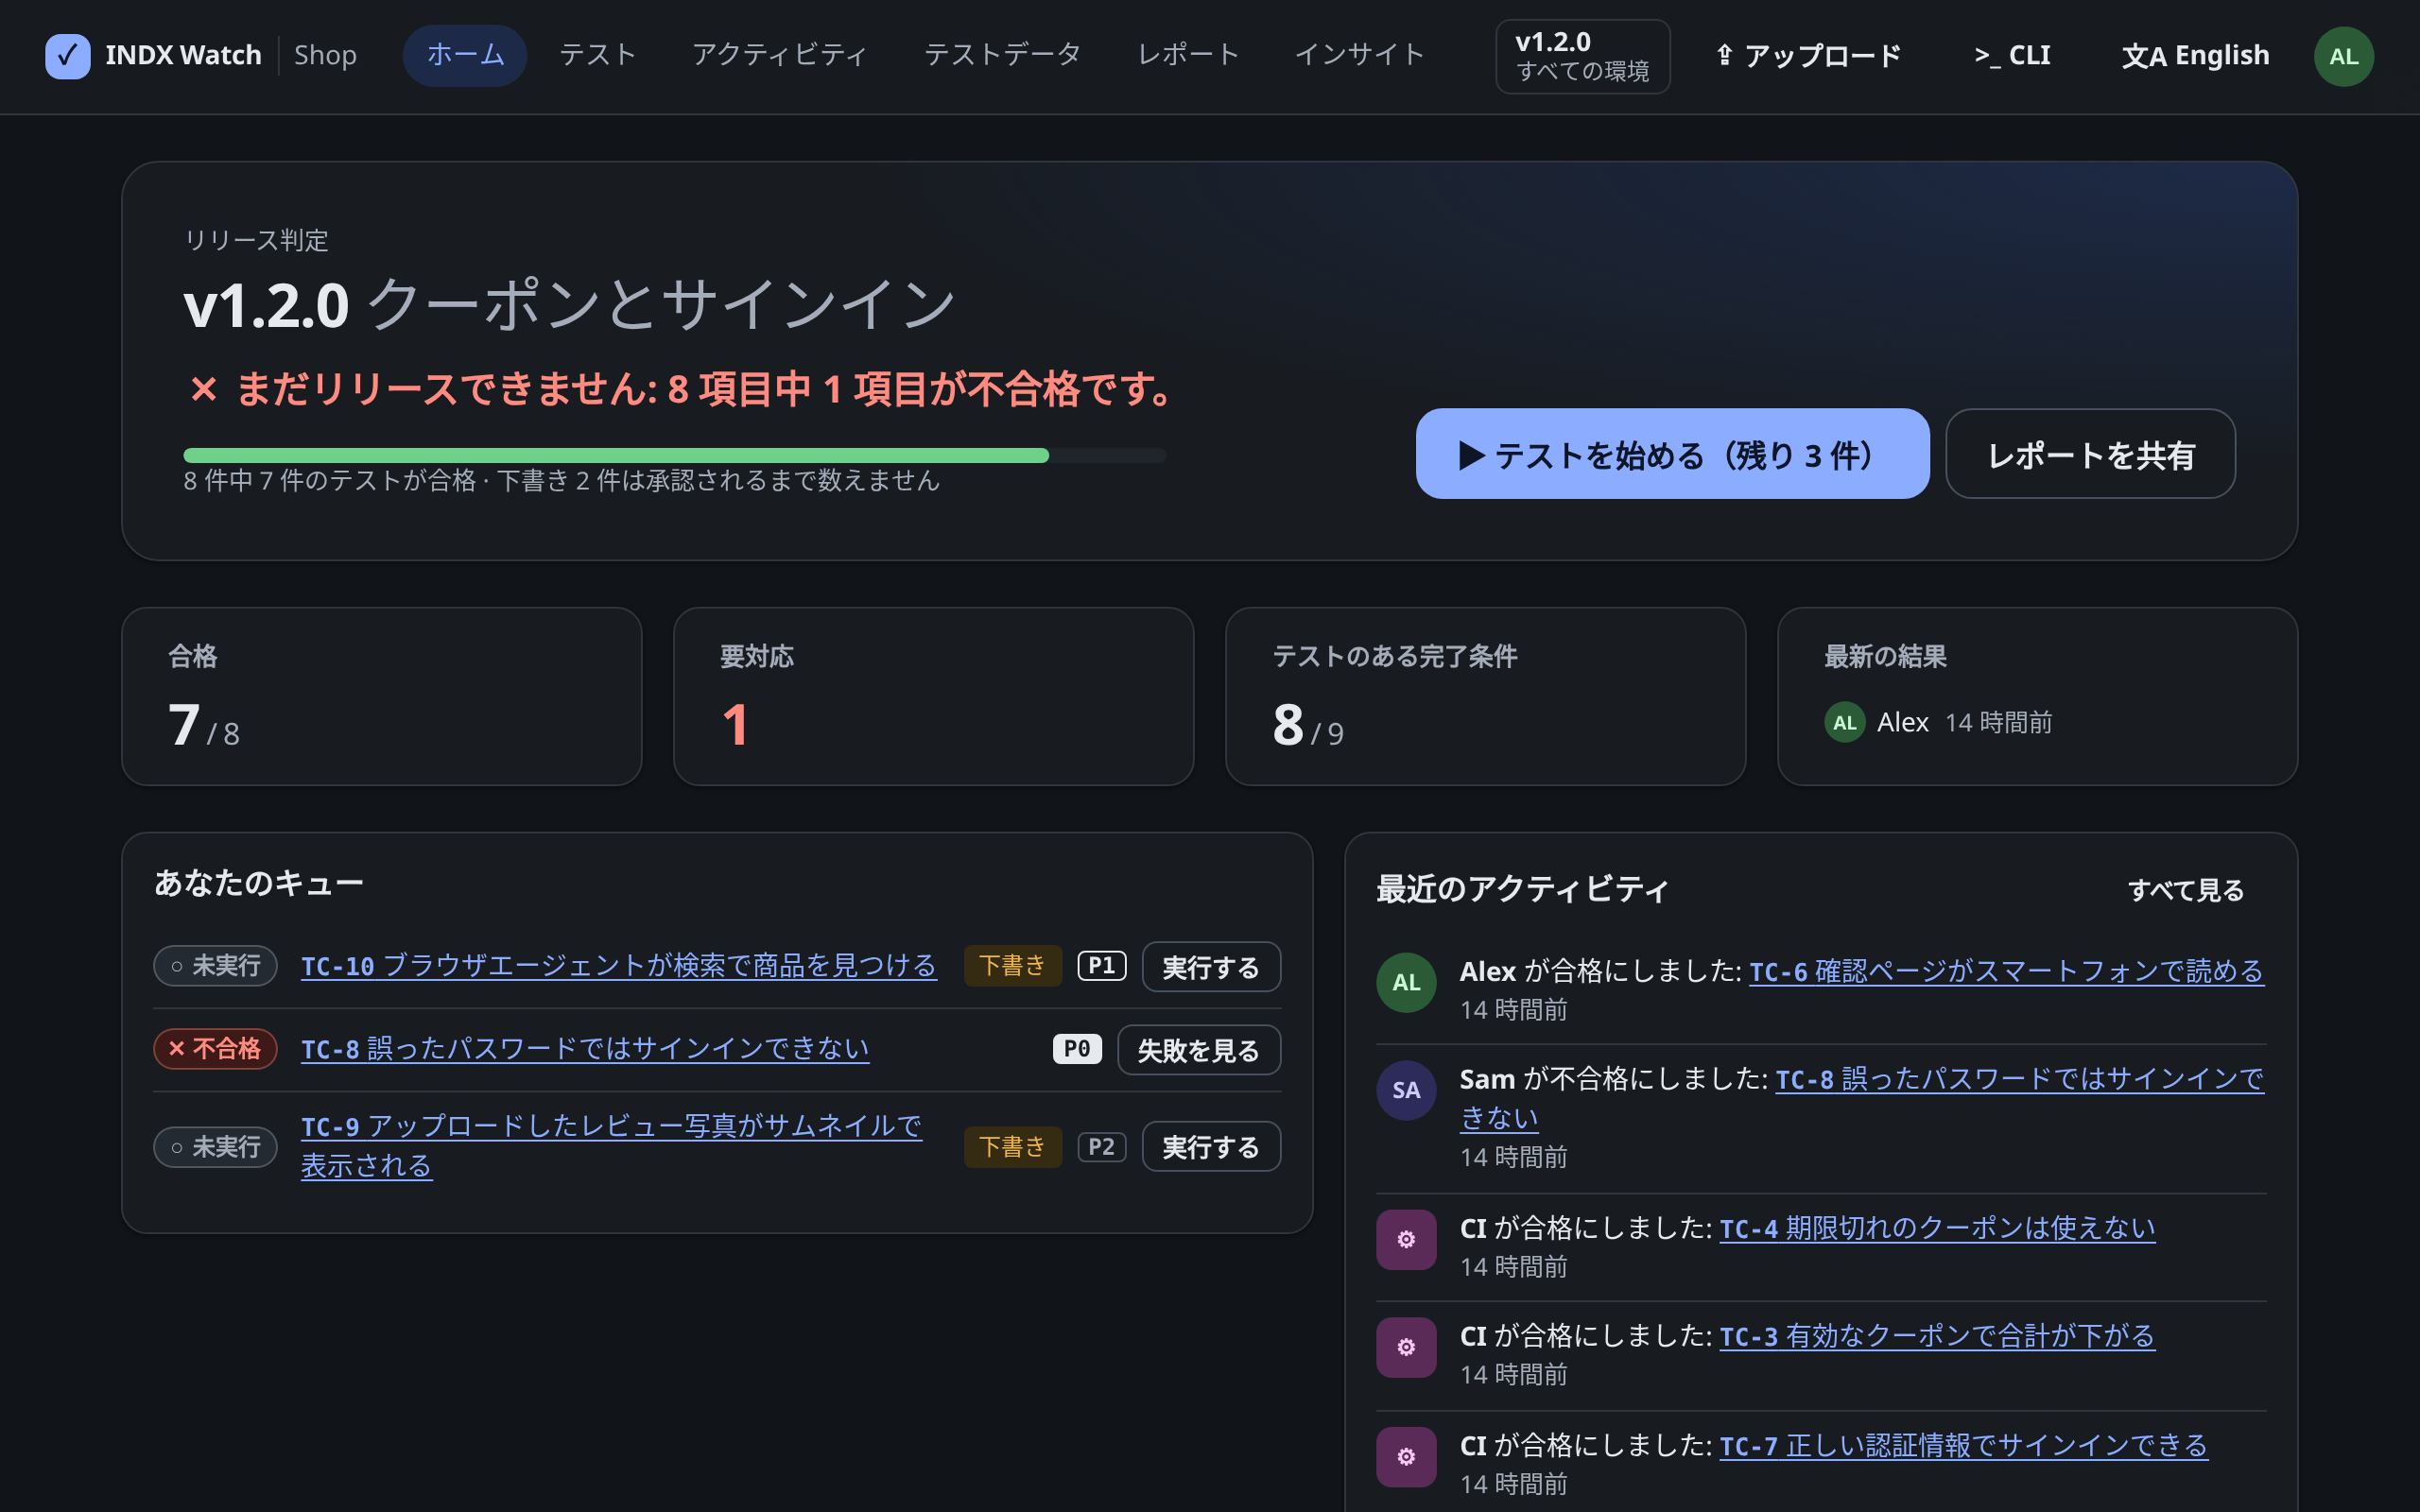 ✓ INDX Watch Shop ホーム テスト アクティビティ テストデータ レポート インサイト v1.2.0 すべての環境 ⇪ アップロード >_ CLI 文A English AL
リリース判定
v1.2.0 クーポンとサインイン
✕ まだリリースできません: 8 項目中 1 項目が不合格です。
8 件中 7 件のテストが合格 · 下書き 2 件は承認されるまで数えません
▶ テストを始める（残り 3 件） レポートを共有
合格
7 / 8
要対応
1
テストのある完了条件
8 / 9
最新の結果
AL Alex 14 時間前
あなたのキュー
○ 未実行 TC-10 ブラウザエージェントが検索で商品を見つける 下書き P1 実行する
✕ 不合格 TC-8 誤ったパスワードではサインインできない P0 失敗を見る
○ 未実行 TC-9 アップロードしたレビュー写真がサムネイルで
表示される 下書き P2 実行する
最近のアクティビティ すべて見る
AL Alex が合格にしました: TC-6 確認ページがスマートフォンで読める
14 時間前
SA Sam が不合格にしました: TC-8 誤ったパスワードではサインインで
きない
14 時間前
⚙ CI が合格にしました: TC-4 期限切れのクーポンは使えない
14 時間前
⚙ CI が合格にしました: TC-3 有効なクーポンで合計が下がる
14 時間前
⚙ CI が合格にしました: TC-7 正しい認証情報でサインインできる
14 時間前